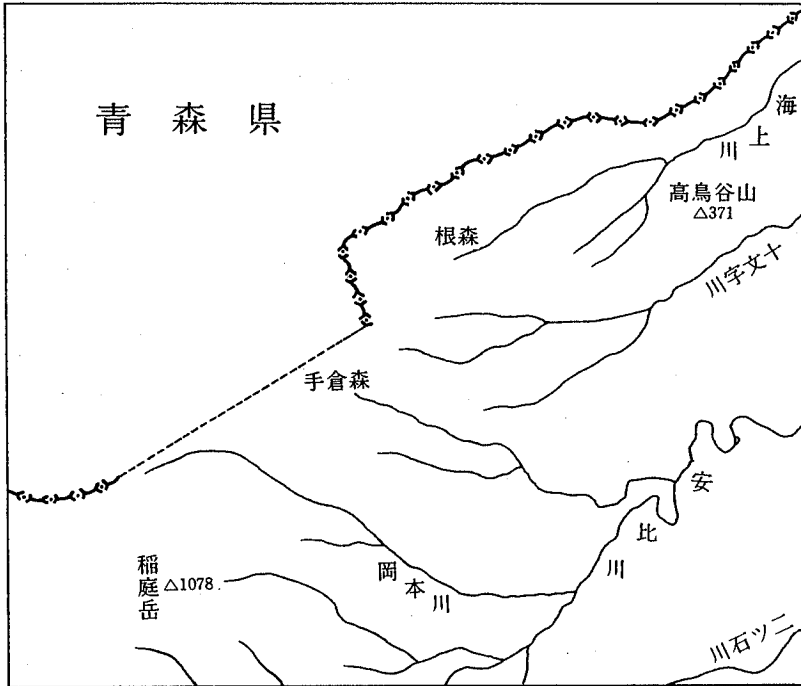 青森県
海上川
高鳥谷山
△371
根森
十文字川
手倉森
安比川
稲庭岳
△1078
岡本川
二ツ石川